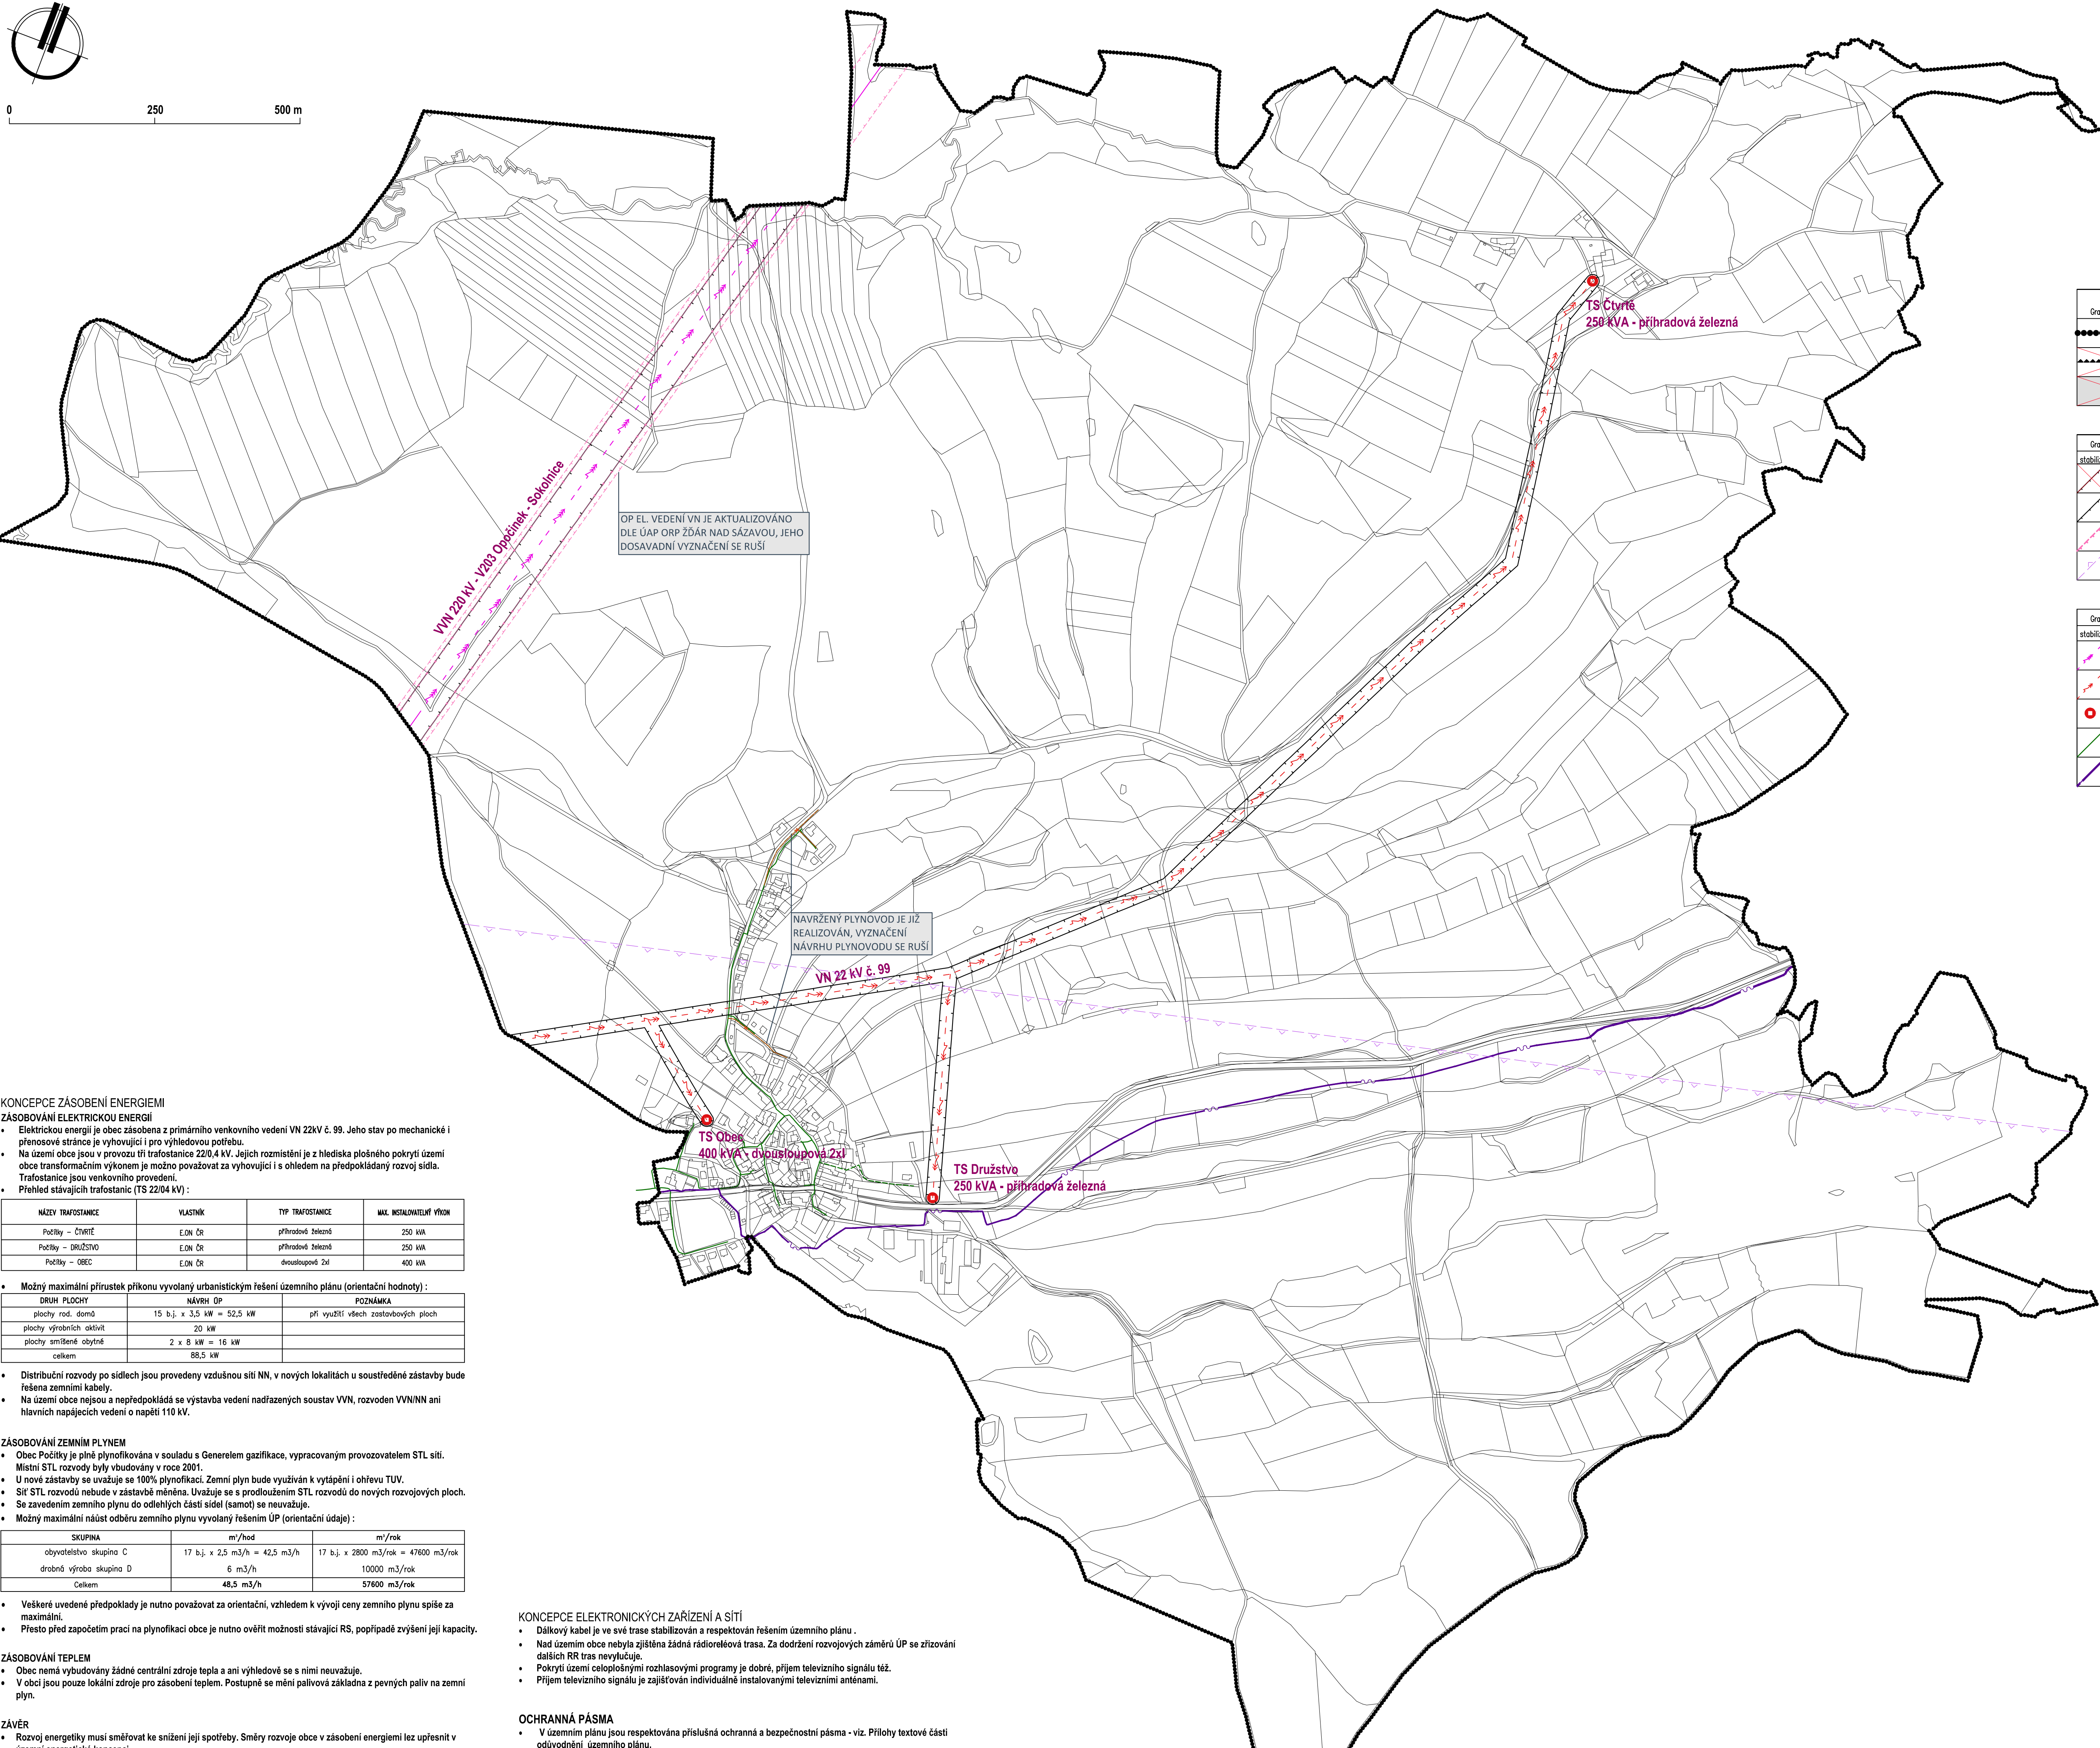 0 250 500 m
TS Čtvrtě
250 kVA - příhradová železná
VVN 220 kV - V203 Opočinek - Sokolnice
OP EL. VEDENÍ VN JE AKTUALIZOVÁNO
DLE ÚAP ORP ŽĎÁR NAD SÁZAVOU, JEHO
DOSAVADNÍ VYZNAČENÍ SE RUŠÍ
NAVRŽENÝ PLYNOVOD JE JIŽ
REALIZOVÁN, VYZNAČENÍ
NÁVRHU PLYNOVODU SE RUŠÍ
VN 22 kV č. 99
TS Obec
400 kVA - dvousloupová 2xI
TS Družstvo
250 kVA - příhradová železná
Gra
Gra
stabili
Gra
stabili
KONCEPCE ZÁSOBENÍ ENERGIEMI
ZÁSOBOVÁNÍ ELEKTRICKOU ENERGIÍ
• Elektrickou energií je obec zásobena z primárního venkovního vedení VN 22kV č. 99. Jeho stav po mechanické i
přenosové stránce je vyhovující i pro výhledovou potřebu.
• Na území obce jsou v provozu tři trafostanice 22/0,4 kV. Jejich rozmístění je z hlediska plošného pokrytí území
obce transformačním výkonem je možno považovat za vyhovující i s ohledem na předpokládaný rozvoj sídla.
Trafostanice jsou venkovního provedení.
• Přehled stávajících trafostanic (TS 22/04 kV) :
NÁZEV TRAFOSTANICE VLASTNÍK TYP TRAFOSTANICE MAX. INSTALOVATELNÝ VÝKON
Počítky – ČTVRTĚ E.ON ČR příhradová železná 250 kVA
Počítky – DRUŽSTVO E.ON ČR příhradová železná 250 kVA
Počítky – OBEC E.ON ČR dvousloupová 2xI 400 kVA
• Možný maximální přírustek příkonu vyvolaný urbanistickým řešení územního plánu (orientační hodnoty) :
DRUH PLOCHY NÁVRH ÚP POZNÁMKA
plochy rod. domů 15 b.j. x 3,5 kW = 52,5 kW při využití všech zastavbových ploch
plochy výrobních aktivit 20 kW
plochy smíšené obytné 2 x 8 kW = 16 kW
celkem 88,5 kW
• Distribuční rozvody po sídlech jsou provedeny vzdušnou sítí NN, v nových lokalitách u soustředěné zástavby bude
řešena zemními kabely.
• Na území obce nejsou a nepředpokládá se výstavba vedení nadřazených soustav VVN, rozvoden VVN/NN ani
hlavních napájecích vedení o napětí 110 kV.
ZÁSOBOVÁNÍ ZEMNÍM PLYNEM
• Obec Počítky je plně plynofikována v souladu s Generelem gazifikace, vypracovaným provozovatelem STL sítí.
Místní STL rozvody byly vbudovány v roce 2001.
• U nové zástavby se uvažuje se 100% plynofikací. Zemní plyn bude využíván k vytápění i ohřevu TUV.
• Síť STL rozvodů nebude v zástavbě měněna. Uvažuje se s prodloužením STL rozvodů do nových rozvojových ploch.
• Se zavedením zemního plynu do odlehlých částí sídel (samot) se neuvažuje.
• Možný maximální náúst odběru zemního plynu vyvolaný řešením ÚP (orientační údaje) :
SKUPINA m³/hod m³/rok
obyvatelstvo skupina C 17 b.j. x 2,5 m3/h = 42,5 m3/h 17 b.j. x 2800 m3/rok = 47600 m3/rok
drobná výroba skupina D 6 m3/h 10000 m3/rok
Celkem 48,5 m3/h 57600 m3/rok
• Veškeré uvedené předpoklady je nutno považovat za orientační, vzhledem k vývoji ceny zemního plynu spíše za
maximální.
• Přesto před započetím prací na plynofikaci obce je nutno ověřit možnosti stávající RS, popřípadě zvýšení její kapacity.
ZÁSOBOVÁNÍ TEPLEM
• Obec nemá vybudovány žádné centrální zdroje tepla a ani výhledově se s nimi neuvažuje.
• V obci jsou pouze lokální zdroje pro zásobení teplem. Postupně se mění palivová základna z pevných paliv na zemní
plyn.
ZÁVĚR
• Rozvoj energetiky musí směřovat ke snížení její spotřeby. Směry rozvoje obce v zásobení energiemi lez upřesnit v
KONCEPCE ELEKTRONICKÝCH ZAŘÍZENÍ A SÍTÍ
• Dálkový kabel je ve své trase stabilizován a respektován řešením územního plánu .
• Nad územím obce nebyla zjištěna žádná rádioreléová trasa. Za dodržení rozvojových záměrů ÚP se zřizování
dalších RR tras nevylučuje.
• Pokrytí území celoplošnými rozhlasovými programy je dobré, příjem televizního signálu též.
• Příjem televizního signálu je zajišťován individuálně instalovanými televizními anténami.
OCHRANNÁ PÁSMA
• V územním plánu jsou respektována příslušná ochranná a bezpečnostní pásma - viz. Přílohy textové části
odůvodnění územního plánu.